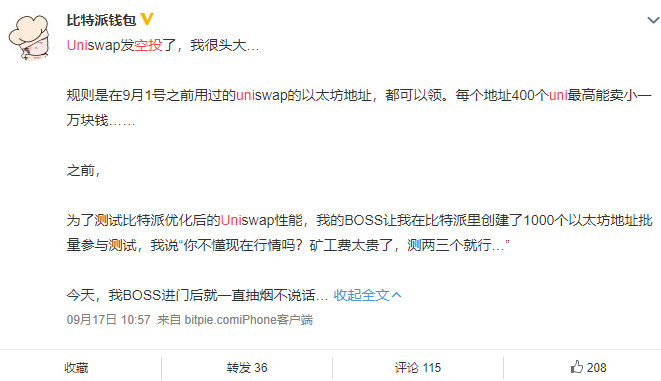 比特派钱包
Uniswap发空投了，我很头大…
规则是在9月1号之前用过的uniswap的以太坊地址，都可以领。每个地址400个uni最高能卖小一
万块钱……
之前，
为了测试比特派优化后的Uniswap性能，我的BOSS让我在比特派里创建了1000个以太坊地址批
量参与测试，我说“你不懂现在行情吗？矿工费太贵了，测两三个就行…”
今天，我BOSS进门后就一直抽烟不说话… 收起全文
09月17日 10:57 来自 bitpie.comiPhone客户端
收藏 转发 36 评论 115 208